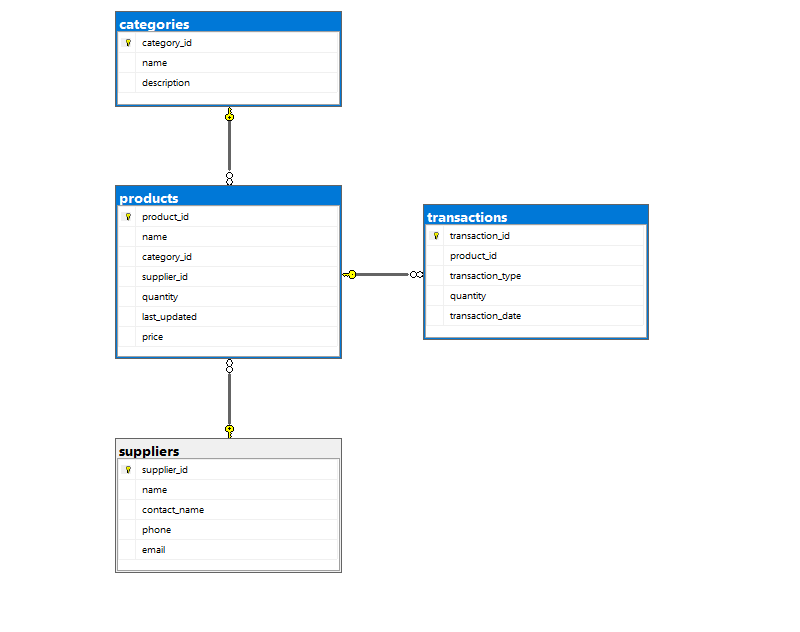 categories
category_id
name
description
products
product_id
name
category_id
supplier_id
quantity
last_updated
price
transactions
transaction_id
product_id
transaction_type
quantity
transaction_date
suppliers
supplier_id
name
contact_name
phone
email